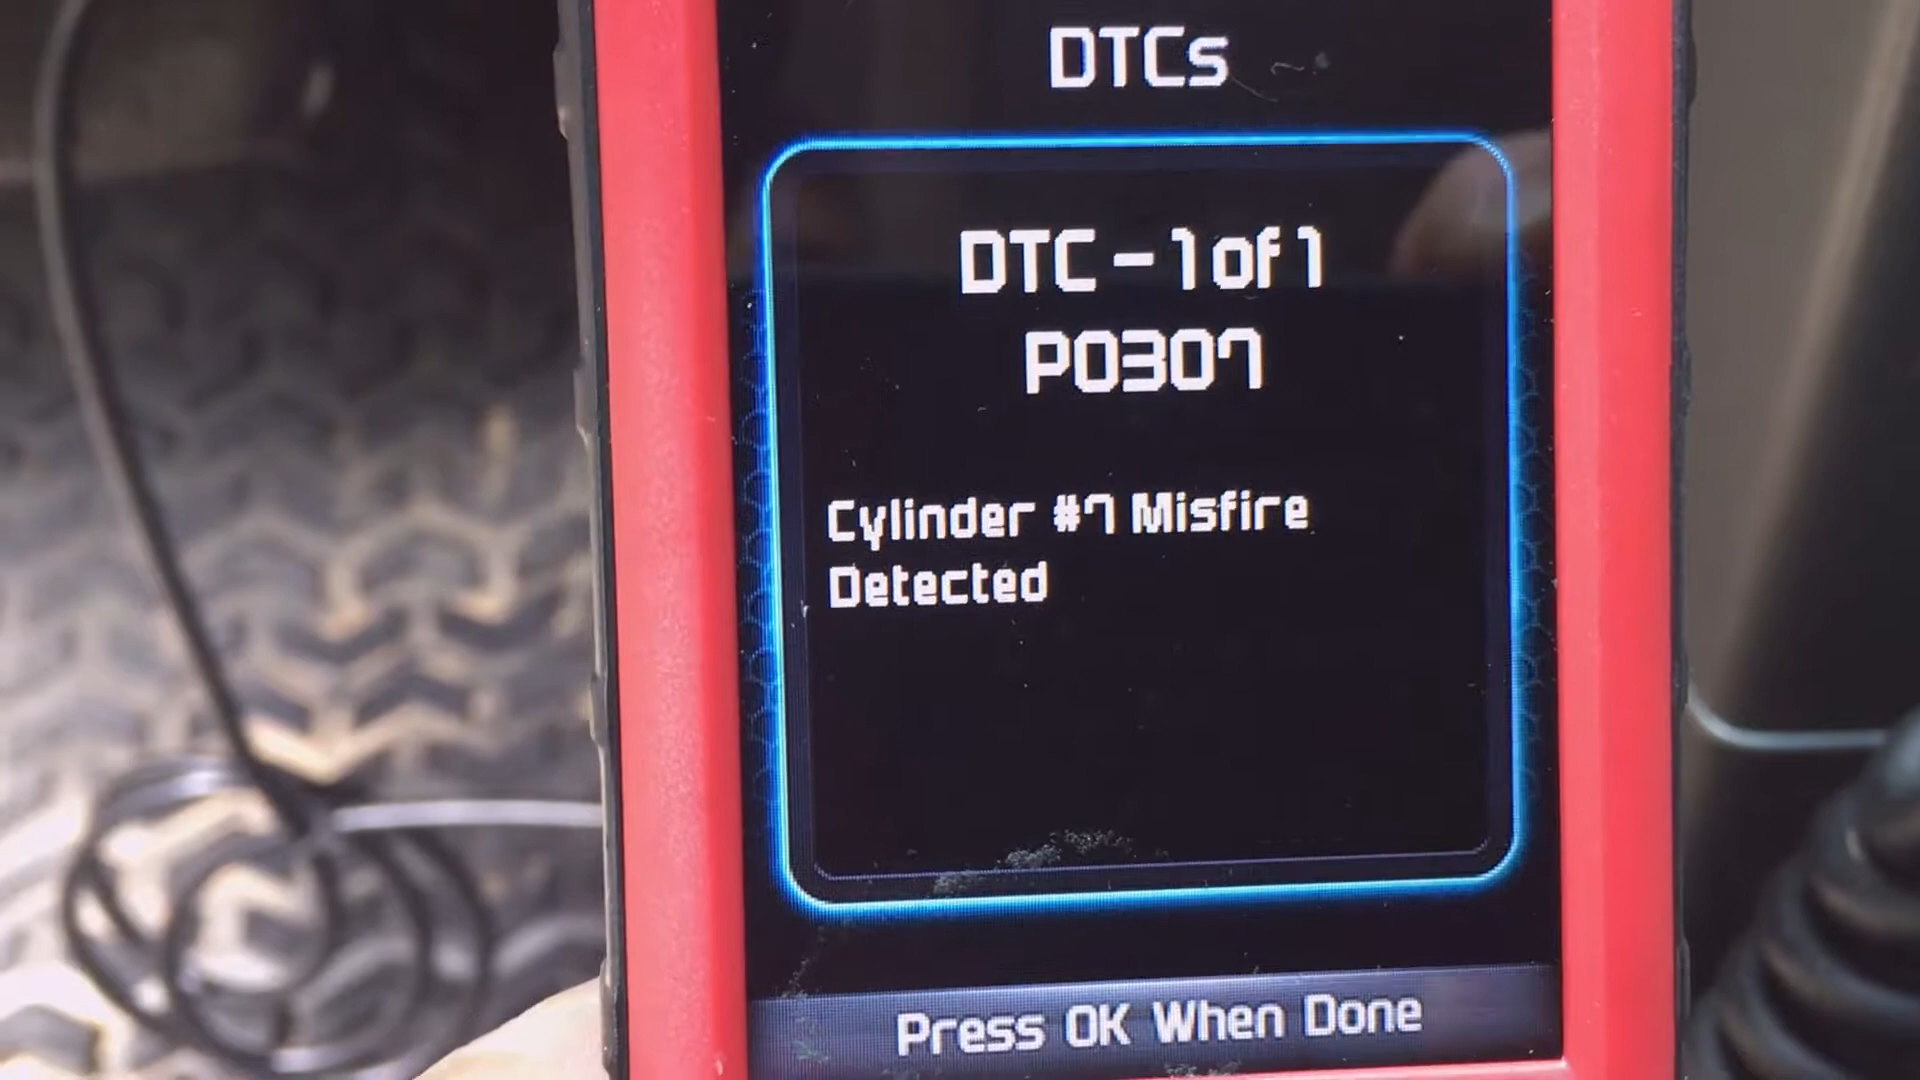 DTCs
DTC - 1 of 1
P0307
Cylinder #7 Misfire
Detected
Press OK When Done